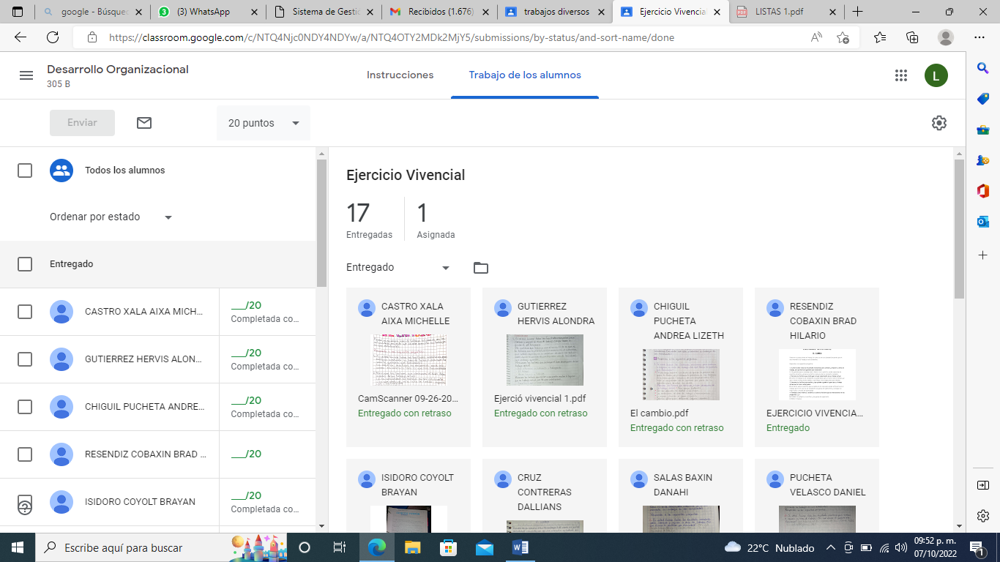 google - Búsqued
(3) WhatsApp
Sistema de Gesti
Recibidos (1.676)
trabajos diversos
Ejercicio Vivencia
LISTAS 1.pdf
https://classroom.google.com/c/NTQ4Njc0NDY4NDYw/a/NTQ4OTY2MDk2MjY5/submissions/by-status/and-sort-name/done
Desarrollo Organizacional
305 B
Instrucciones
Trabajo de los alumnos
L
Enviar
20 puntos
Todos los alumnos
Ordenar por estado
Entregado
CASTRO XALA AIXA MICH...
___/20
Completada co...
GUTIERREZ HERVIS ALON...
___/20
Completada co...
CHIGUIL PUCHETA ANDRE...
___/20
Completada co...
RESENDIZ COBAXIN BRAD ...
___/20
ISIDORO COYOLT BRAYAN
___/20
Completada co...
Ejercicio Vivencial
17
Entregadas
1
Asignada
Entregado
CASTRO XALA
AIXA MICHELLE
CamScanner 09-26-20...
Entregado con retraso
GUTIERREZ
HERVIS ALONDRA
Ejerció vivencial 1.pdf
Entregado con retraso
CHIGUIL
PUCHETA
ANDREA LIZETH
El cambio.pdf
Entregado con retraso
RESENDIZ
COBAXIN BRAD
HILARIO
EJERCICIO VIVENCIA...
Entregado
ISIDORO COYOLT
BRAYAN
CRUZ
CONTRERAS
DALLIANS
SALAS BAXIN
DANAHI
PUCHETA
VELASCO DANIEL
Escribe aquí para buscar
22°C Nublado
09:52 p. m.
07/10/2022
1